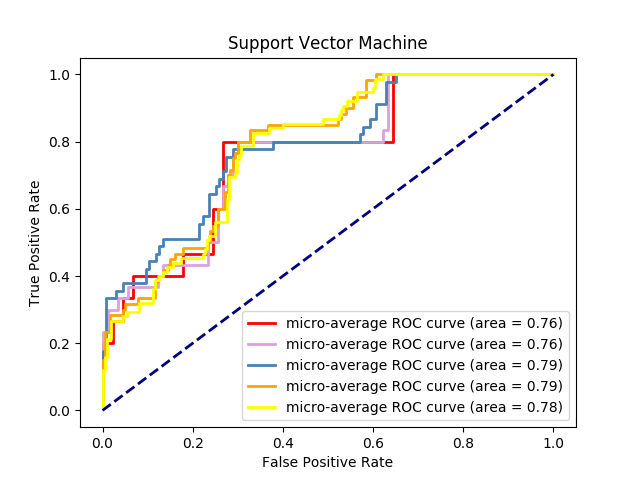 Support Vector Machine
True Positive Rate
1.0
0.8
0.6
0.4
0.2
0.0
micro-average ROC curve (area = 0.76)
micro-average ROC curve (area = 0.76)
micro-average ROC curve (area = 0.79)
micro-average ROC curve (area = 0.79)
micro-average ROC curve (area = 0.78)
0.0 0.2 0.4 0.6 0.8 1.0
False Positive Rate